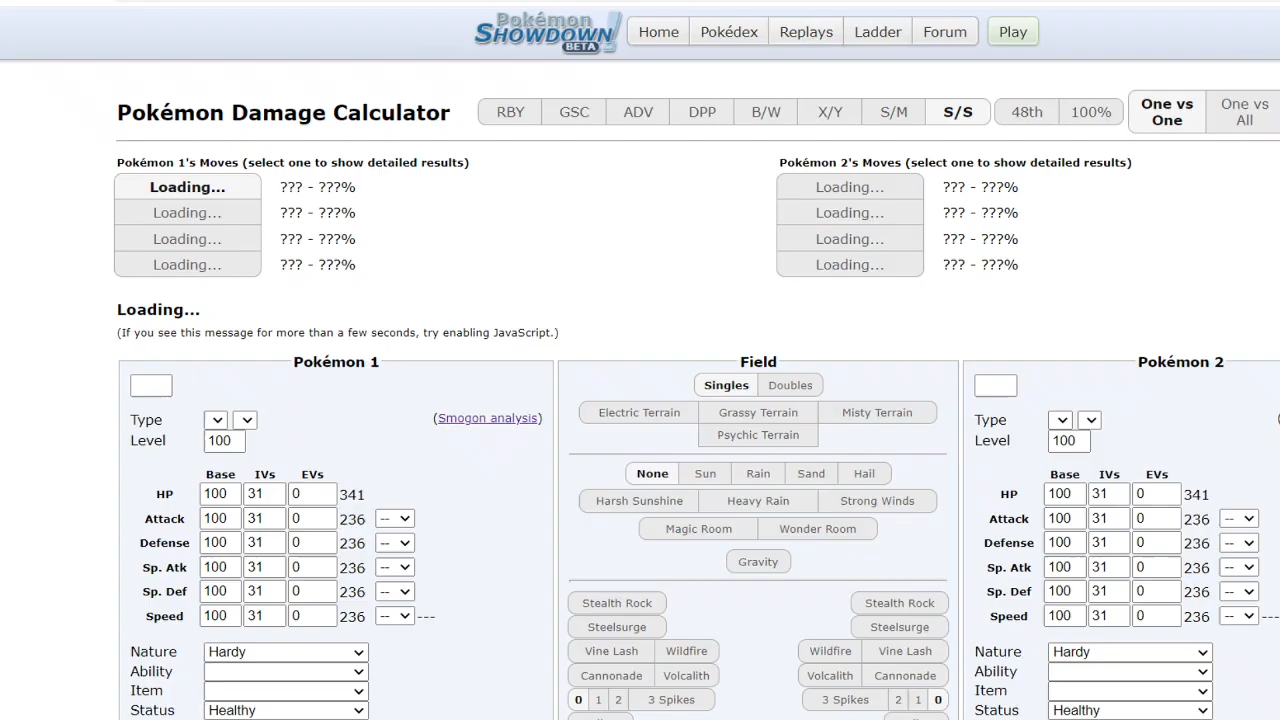 Pokémon SHOWDOWN! BETA
Home Pokédex Replays Ladder Forum Play
Pokémon Damage Calculator RBY GSC ADV DPP B/W X/Y S/M S/S 48th 100% One vs One One vs All
Pokémon 1's Moves (select one to show detailed results) Pokémon 2's Moves (select one to show detailed results)
Loading... ??? - ???% Loading... ??? - ???%
Loading... ??? - ???% Loading... ??? - ???%
Loading... ??? - ???% Loading... ??? - ???%
Loading... ??? - ???% Loading... ??? - ???%
Loading...
(If you see this message for more than a few seconds, try enabling JavaScript.)
Pokémon 1
Type
(Smogon analysis)
Level 100
Base IVs EVs
HP 100 31 0 341
Attack 100 31 0 236 --
Defense 100 31 0 236 --
Sp. Atk 100 31 0 236 --
Sp. Def 100 31 0 236 --
Speed 100 31 0 236 -- ---
Nature Hardy
Ability
Item
Status Healthy
Field
Singles Doubles
Electric Terrain Grassy Terrain Misty Terrain
Psychic Terrain
None Sun Rain Sand Hail
Harsh Sunshine Heavy Rain Strong Winds
Magic Room Wonder Room
Gravity
Stealth Rock Stealth Rock
Steelsurge Steelsurge
Vine Lash Wildfire Wildfire Vine Lash
Cannonade Volcalith Volcalith Cannonade
0 1 2 3 Spikes 3 Spikes 2 1 0
Pokémon 2
Type
(
Level 100
Base IVs EVs
HP 100 31 0 341
Attack 100 31 0 236 --
Defense 100 31 0 236 --
Sp. Atk 100 31 0 236 --
Sp. Def 100 31 0 236 --
Speed 100 31 0 236 -- ---
Nature Hardy
Ability
Item
Status Healthy